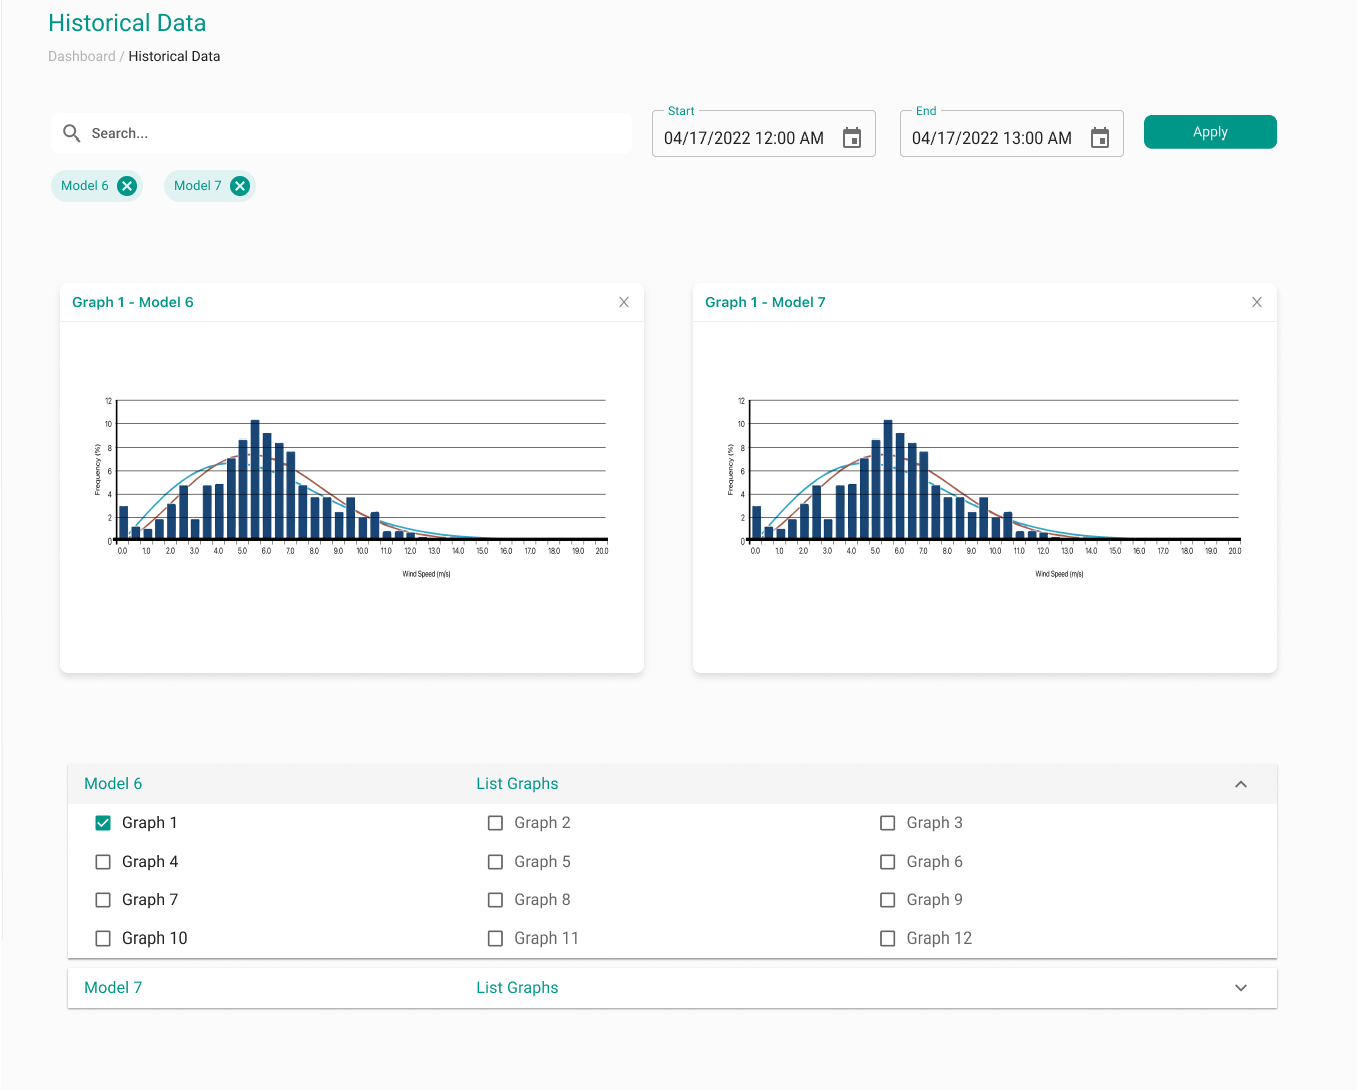 Historical Data
Dashboard / Historical Data
Search...
Start
04/17/2022 12:00 AM
End
04/17/2022 13:00 AM
Apply
Model 6
Model 7
Graph 1 - Model 6
X
12
10
8
6
4
2
0
Frequency (%)
0.0 1.0 2.0 3.0 4.0 5.0 6.0 7.0 8.0 9.0 10.0 11.0 12.0 13.0 14.0 15.0 16.0 17.0 18.0 19.0 20.0
Wind Speed (m/s)
Graph 1 - Model 7
X
12
10
8
6
4
2
0
Frequency (%)
0.0 1.0 2.0 3.0 4.0 5.0 6.0 7.0 8.0 9.0 10.0 11.0 12.0 13.0 14.0 15.0 16.0 17.0 18.0 19.0 20.0
Wind Speed (m/s)
Model 6 List Graphs
Graph 1 Graph 2 Graph 3
Graph 4 Graph 5 Graph 6
Graph 7 Graph 8 Graph 9
Graph 10 Graph 11 Graph 12
Model 7 List Graphs